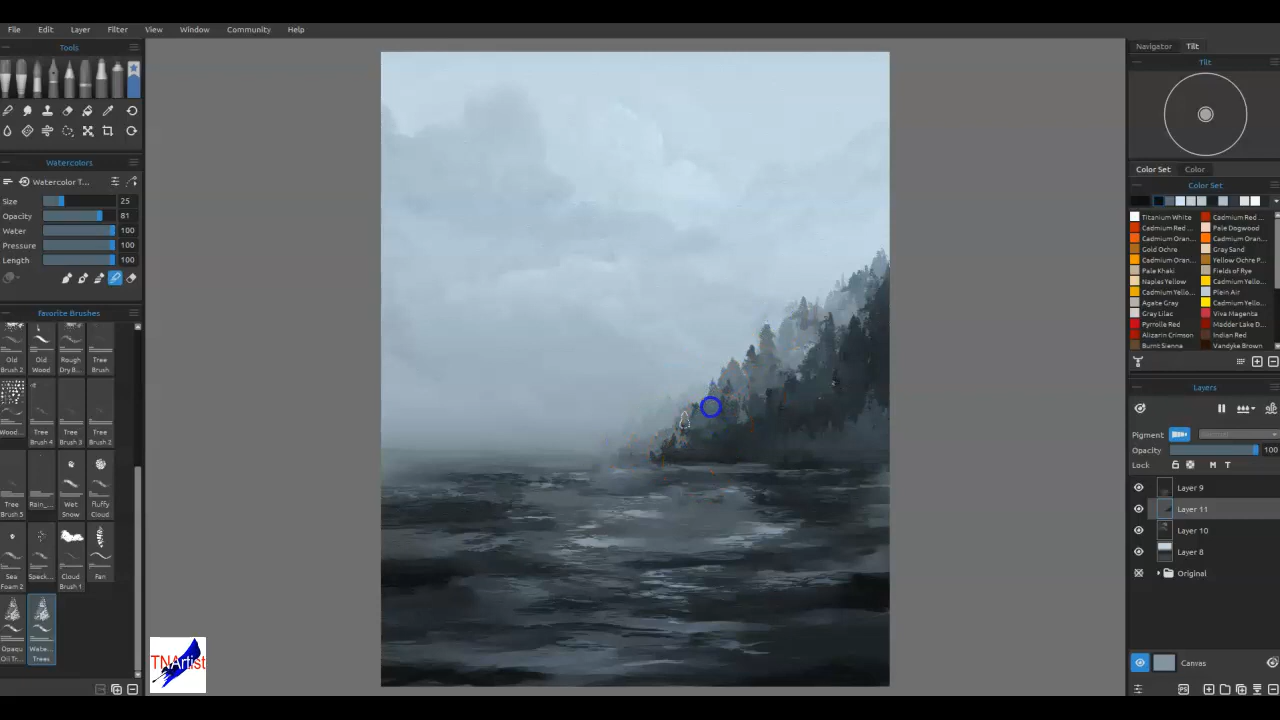 File Edit Layer Filter View Window Community Help
Tools
Navigator Tilt
Tilt
Watercolors
Watercolor T...
Size 25
Opacity 81
Water 100
Pressure 100
Length 100
Favorite Brushes
Old Brush 2
Old Wood
Rough Dry B...
Tree Brush
Wood...
Tree Brush 4
Tree Brush 3
Tree Brush 2
Tree Brush 5
Rain_...
Wet Snow
Fluffy Cloud
Sea Foam 2
Speck...
Cloud Brush 1
Fan
Opaqu Oil Tr...
Wate... Trees
TNArtist
Color Set Color
Color Set
Titanium White Cadmium Red ...
Cadmium Red ... Pale Dogwood
Cadmium Oran... Cadmium Oran...
Gold Ochre Gray Sand
Cadmium Oran... Yellow Ochre P...
Pale Khaki Fields of Rye
Naples Yellow Cadmium Yello...
Cadmium Yello... Plein Air
Agate Gray Cadmium Yello...
Gray Lilac Viva Magenta
Pyrrolle Red Madder Lake D...
Alizarin Crimson Indian Red
Burnt Sienna Vandyke Brown
Layers
Pigment
Opacity 100
Lock M T
Layer 9
Layer 11
Layer 10
Layer 8
Original
Canvas
PS